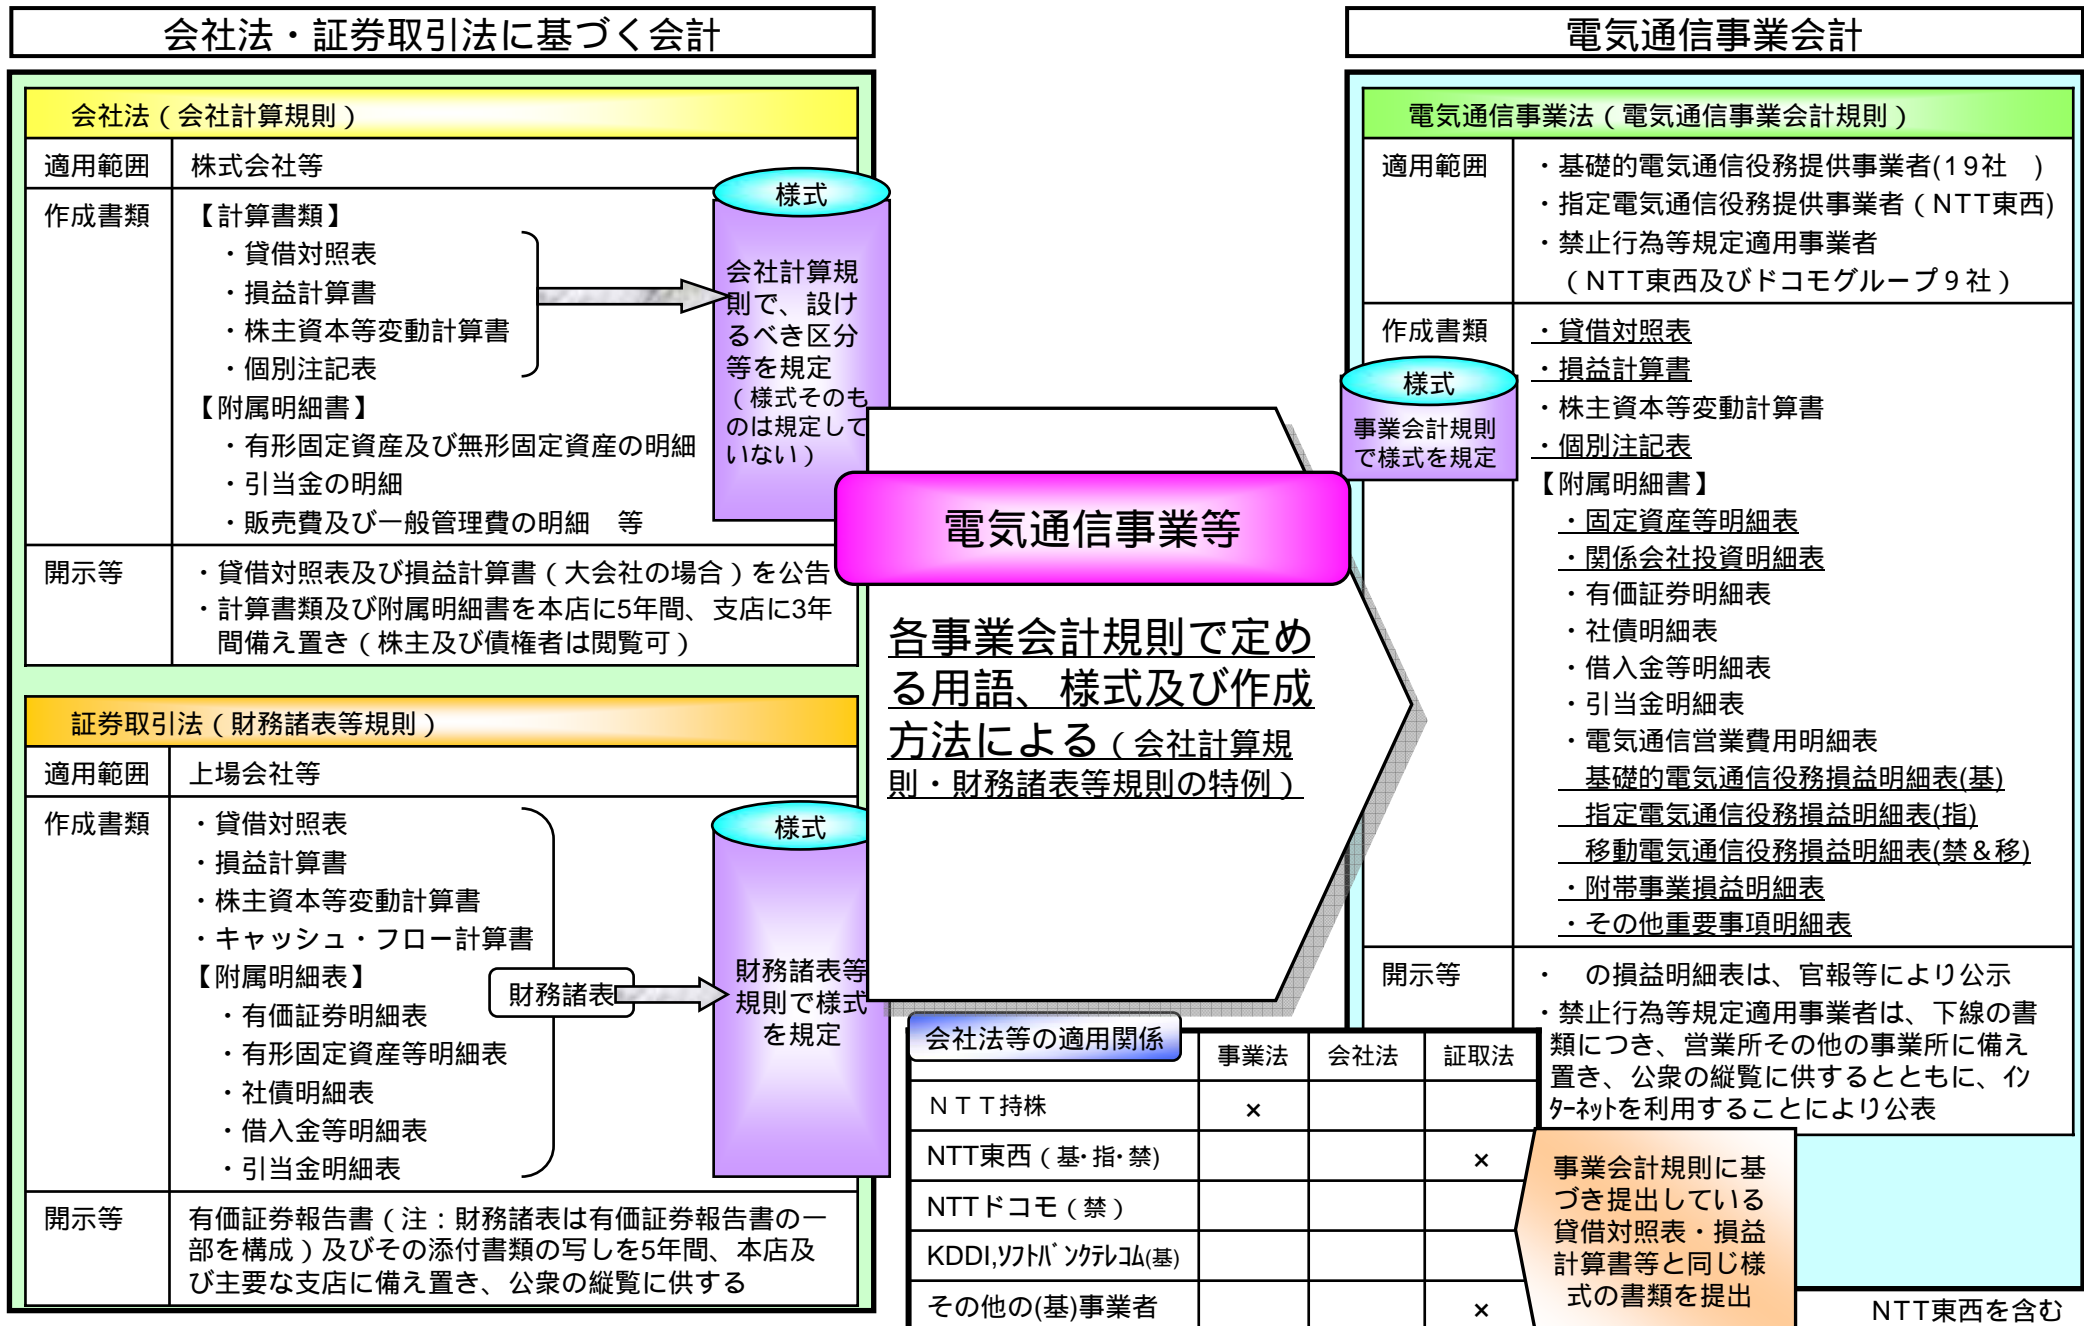 会社法・証券取引法に基づく会計
会社法（会社計算規則）
適用範囲
株式会社等
作成書類
【計算書類】
・貸借対照表
・損益計算書
・株主資本等変動計算書
・個別注記表
【附属明細書】
・有形固定資産及び無形固定資産の明細
・引当金の明細
・販売費及び一般管理費の明細　等
様式
会社計算規
則で、設け
るべき区分
等を規定
（様式そのも
のは規定して
いない）
開示等
・貸借対照表及び損益計算書（大会社の場合）を公告
・計算書類及び附属明細書を本店に5年間、支店に3年
間備え置き（株主及び債権者は閲覧可）
証券取引法（財務諸表等規則）
適用範囲
上場会社等
作成書類
・貸借対照表
・損益計算書
・株主資本等変動計算書
・キャッシュ・フロー計算書
【附属明細表】
・有価証券明細表
・有形固定資産等明細表
・社債明細表
・借入金等明細表
・引当金明細表
財務諸表
様式
財務諸表等
規則で様式
を規定
開示等
有価証券報告書（注：財務諸表は有価証券報告書の一
部を構成）及びその添付書類の写しを5年間、本店及
び主要な支店に備え置き、公衆の縦覧に供する
電気通信事業等
各事業会計規則で定め
る用語、様式及び作成
方法による（会社計算規
則・財務諸表等規則の特例）
電気通信事業会計
電気通信事業法（電気通信事業会計規則）
適用範囲
・基礎的電気通信役務提供事業者(19社　)
・指定電気通信役務提供事業者（NTT東西)
・禁止行為等規定適用事業者
（NTT東西及びドコモグループ９社）
作成書類
様式
事業会計規則
で様式を規定
・貸借対照表
・損益計算書
・株主資本等変動計算書
・個別注記表
【附属明細書】
・固定資産等明細表
・関係会社投資明細表
・有価証券明細表
・社債明細表
・借入金等明細表
・引当金明細表
・電気通信営業費用明細表
基礎的電気通信役務損益明細表(基)
指定電気通信役務損益明細表(指)
移動電気通信役務損益明細表(禁＆移)
・附帯事業損益明細表
・その他重要事項明細表
開示等
・　の損益明細表は、官報等により公示
・禁止行為等規定適用事業者は、下線の書
類につき、営業所その他の事業所に備え
置き、公衆の縦覧に供するとともに、ｲﾝ
ﾀｰﾈｯﾄを利用することにより公表
会社法等の適用関係
事業法　会社法　証取法
ＮＴＴ持株　×
NTT東西（基･指･禁)　×
NTTドコモ（禁）
KDDI,ｿﾌﾄﾊﾞﾝｸﾃﾚｺﾑ(基)
その他の(基)事業者　×
事業会計規則に基
づき提出している
貸借対照表・損益
計算書等と同じ様
式の書類を提出
NTT東西を含む